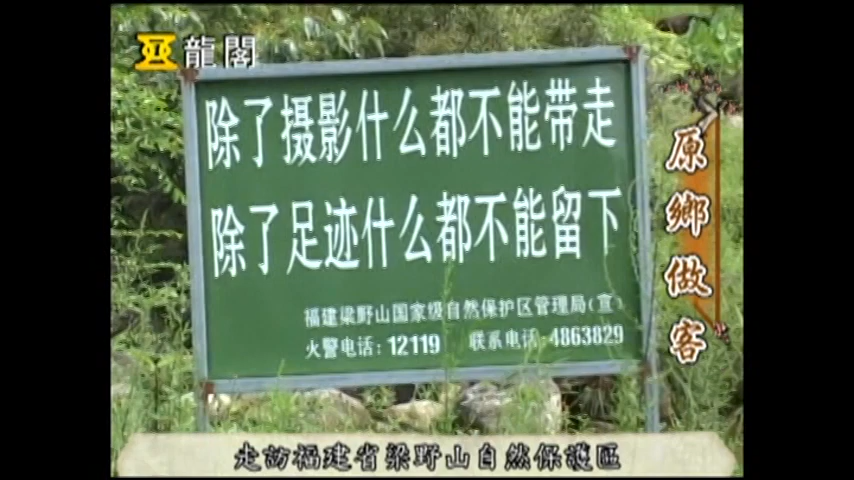 龍閣
除了摄影什么都不能带走
除了足迹什么都不能留下
福建梁野山国家级自然保护区管理局(宣)
火警电话:12119 联系电话:4863829
原鄉做客
走訪福建省梁野山自然保護區